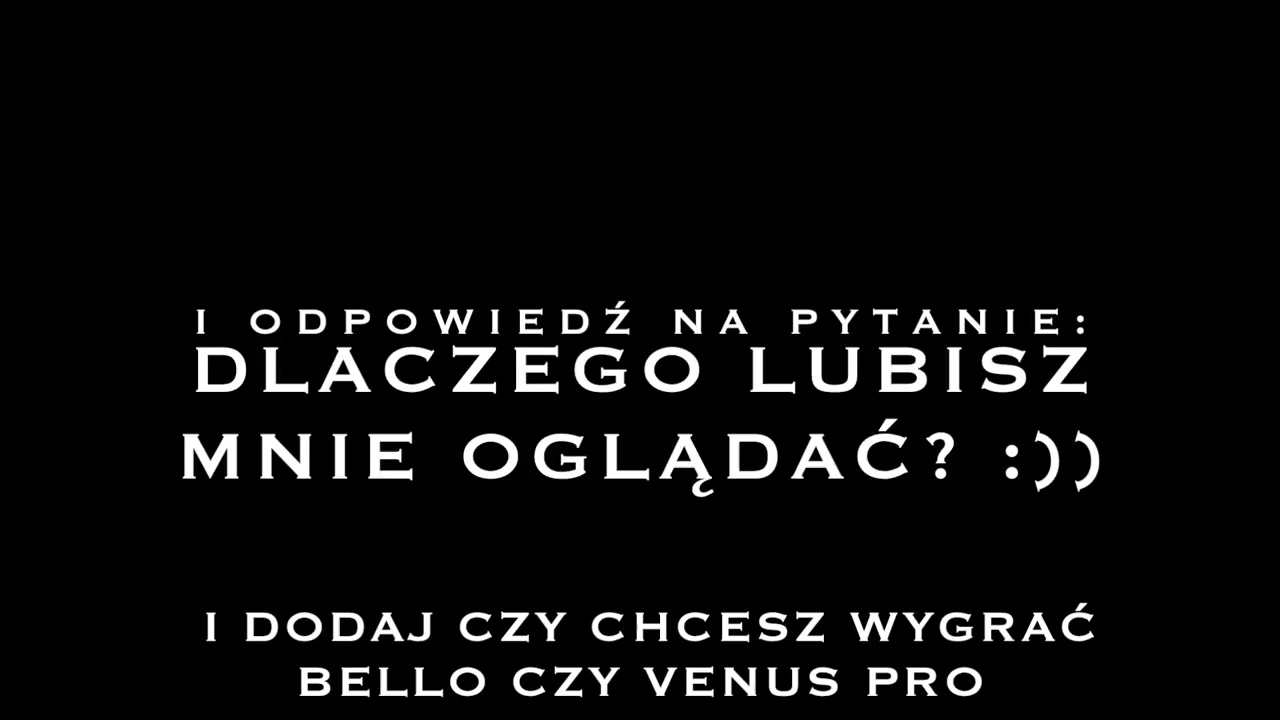 I ODPOWIEDŹ NA PYTANIE:
DLACZEGO LUBISZ
MNIE OGLĄDAĆ? :))
I DODAJ CZY CHCESZ WYGRAĆ
BELLO CZY VENUS PRO